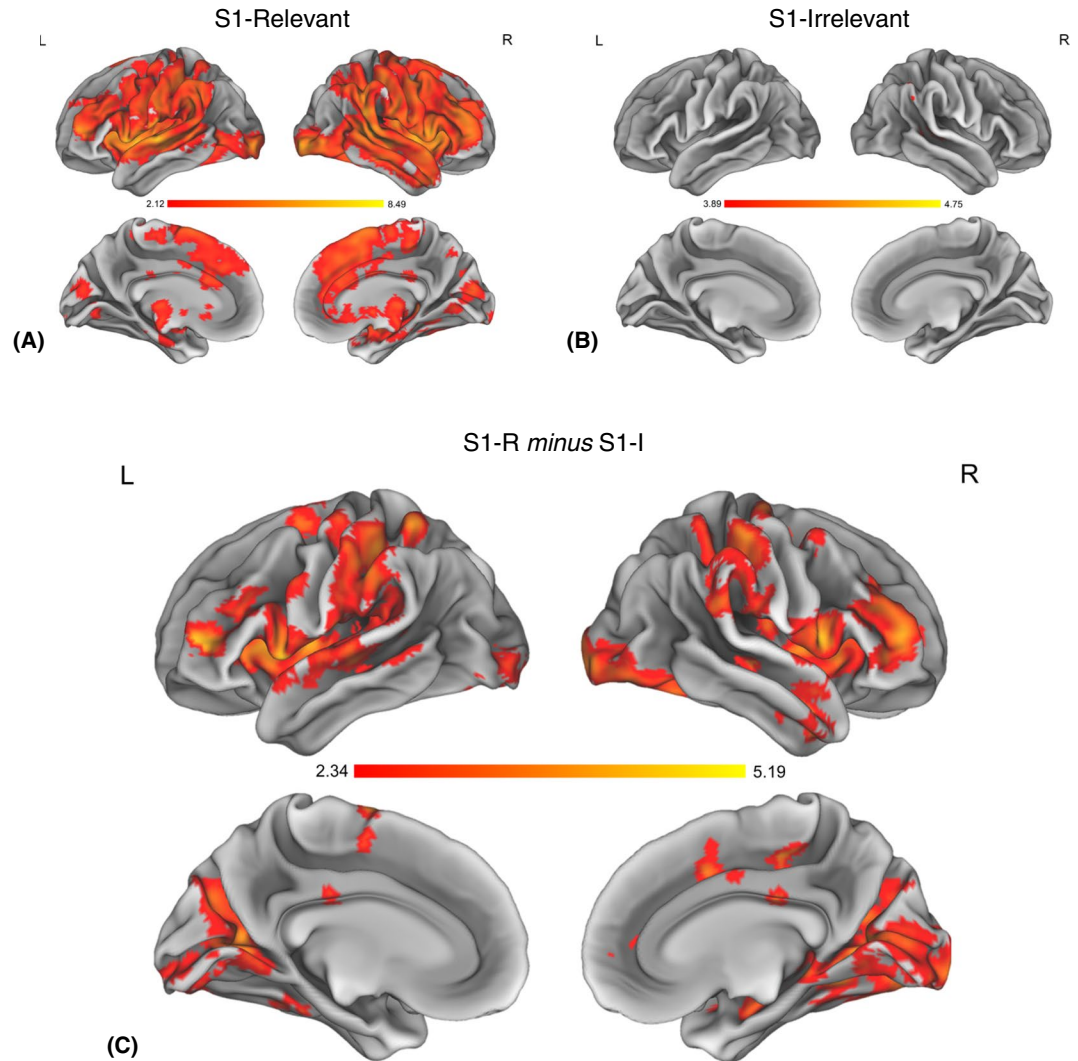 S1-Relevant
L R
2.12 8.49
(A)
S1-Irrelevant
L R
3.89 4.75
(B)
S1-R minus S1-I
L R
2.34 5.19
(C)